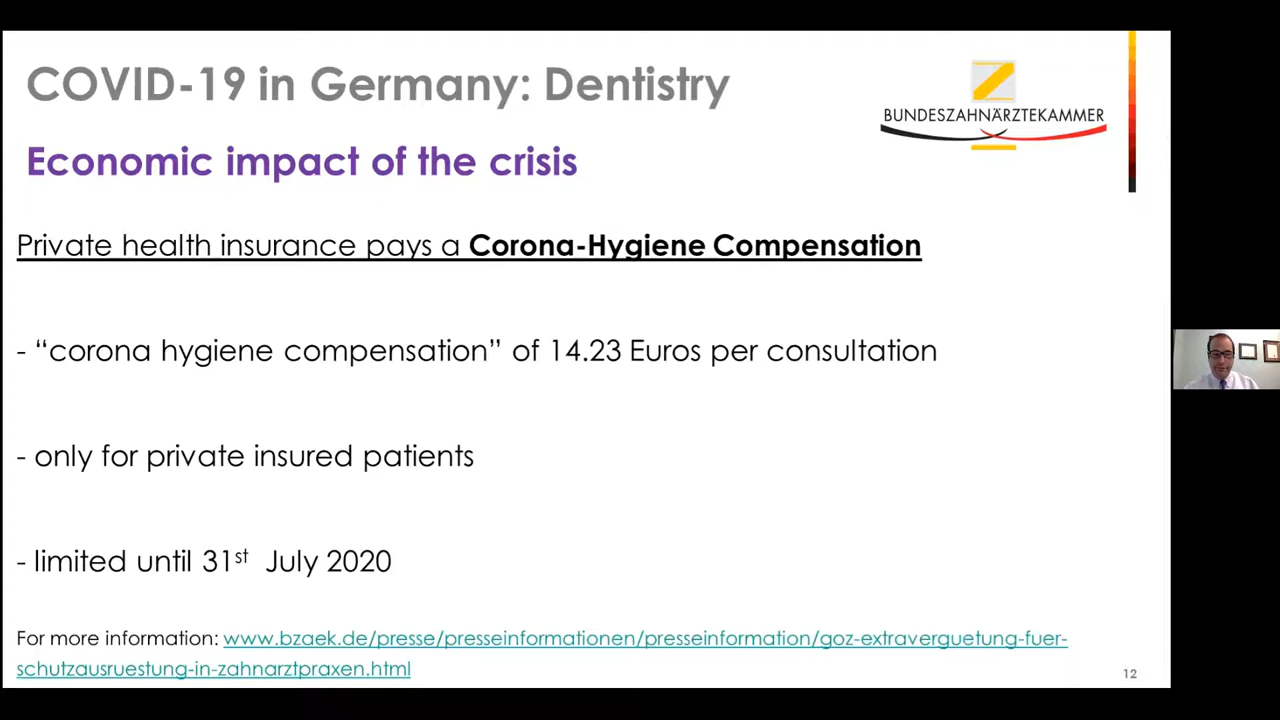 COVID-19 in Germany: Dentistry
BUNDESZAHNÄRZTEKAMMER
Economic impact of the crisis
Private health insurance pays a Corona-Hygiene Compensation
- “corona hygiene compensation” of 14.23 Euros per consultation
- only for private insured patients
- limited until 31st July 2020
For more information: www.bzaek.de/presse/presseinformationen/presseinformation/goz-extraverguetung-fuer-
schutzausruestung-in-zahnarztpraxen.html
12